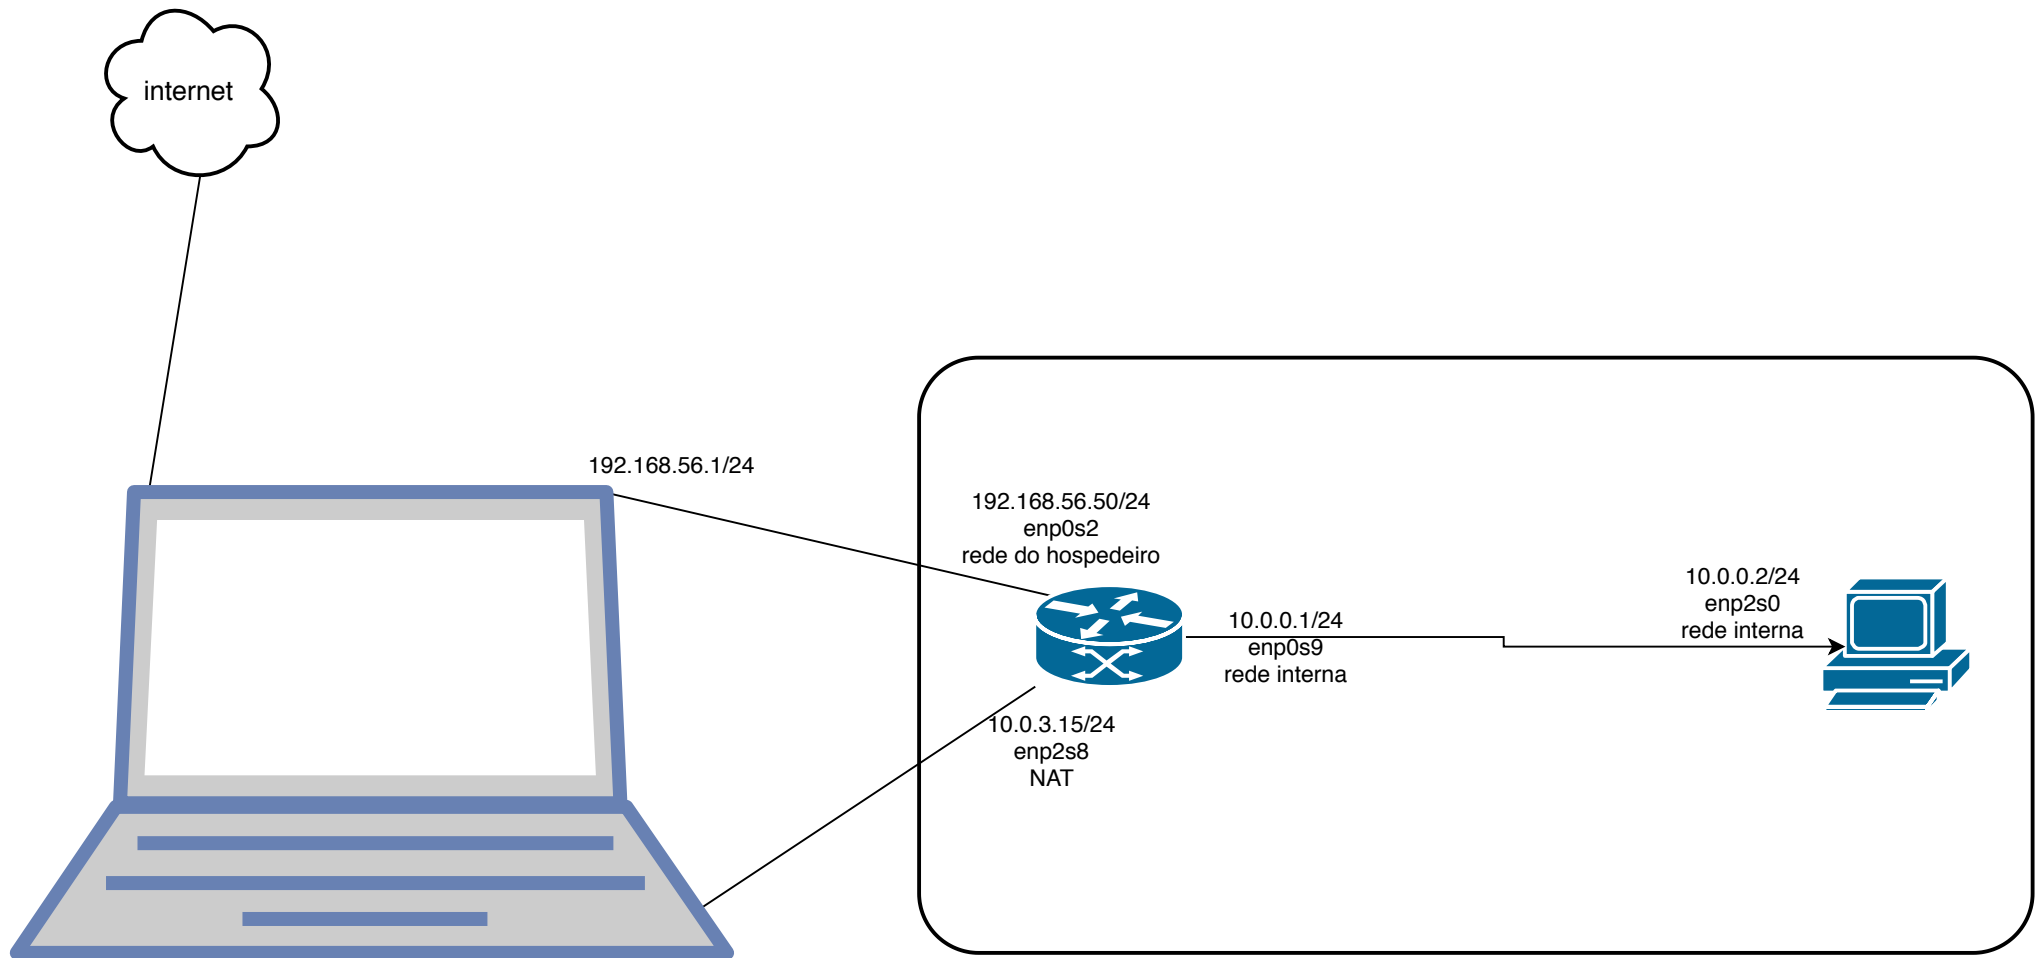 internet
192.168.56.1/24
192.168.56.50/24
enp0s2
rede do hospedeiro
10.0.0.1/24
enp0s9
rede interna
10.0.0.2/24
enp2s0
rede interna
10.0.3.15/24
enp2s8
NAT